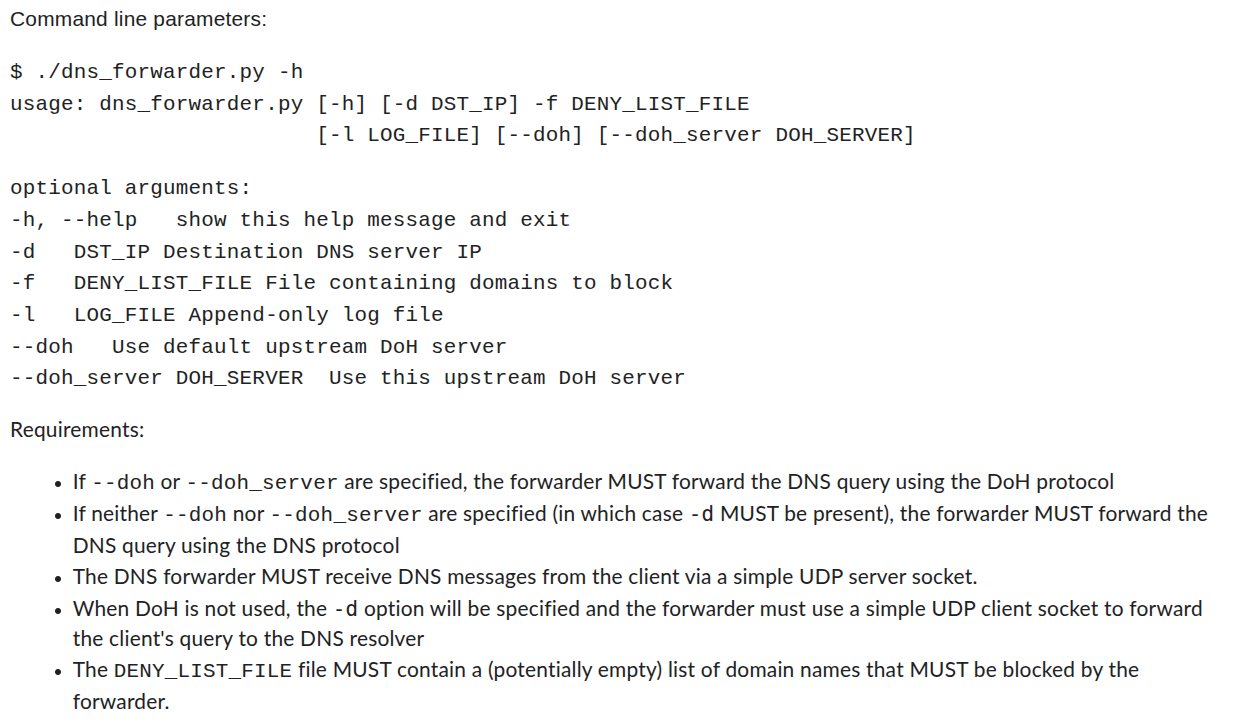 Command line parameters:
$ ./dns_forwarder.py -h
usage: dns_forwarder.py [-h] [-d DST_IP] -f DENY_LIST_FILE
                        [-l LOG_FILE] [--doh] [--doh_server DOH_SERVER]
optional arguments:
-h, --help   show this help message and exit
-d   DST_IP Destination DNS server IP
-f   DENY_LIST_FILE File containing domains to block
-l   LOG_FILE Append-only log file
--doh   Use default upstream DoH server
--doh_server DOH_SERVER  Use this upstream DoH server
Requirements:
• If --doh or --doh_server are specified, the forwarder MUST forward the DNS query using the DoH protocol
• If neither --doh nor --doh_server are specified (in which case -d MUST be present), the forwarder MUST forward the
DNS query using the DNS protocol
• The DNS forwarder MUST receive DNS messages from the client via a simple UDP server socket.
• When DoH is not used, the -d option will be specified and the forwarder must use a simple UDP client socket to forward
the client's query to the DNS resolver
• The DENY_LIST_FILE file MUST contain a (potentially empty) list of domain names that MUST be blocked by the
forwarder.